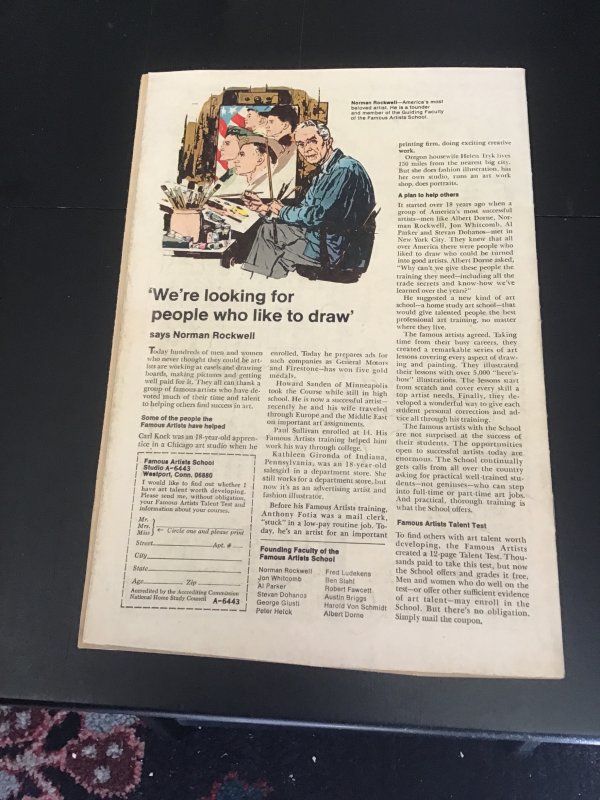 Norman Rockwell—America's most
beloved artist. He is a founder
and member of the Guiding Faculty
of the Famous Artists School.
'We're looking for
people who like to draw'
says Norman Rockwell
Today hundreds of men and women
who never thought they could be art-
ists are working at easels and drawing
boards, making pictures and getting
well paid for it. They all can thank a
group of famous artists who have de-
voted much of their time and talent
to helping others find success in art.
Some of the people the
Famous Artists have helped
Carl Kock was an 18-year-old appren-
tice in a Chicago art studio when he
enrolled. Today he prepares ads for
such companies as General Motors
and Firestone—has won five gold
medals.
Howard Sanden of Minneapolis
took the Course while still in high
school. He is now a successful artist—
recently he and his wife traveled
through Europe and the Middle East
on important art assignments.
Paul Sullivan enrolled at 14. His
Famous Artists training helped him
work his way through college.
Kathleen Gironda of Indiana,
Pennsylvania, was an 18-year-old
salesgirl in a department store. She
still works for a department store, but
now it's as an advertising artist and
fashion illustrator.
Before his Famous Artists training,
Anthony Fotia was a mail clerk,
"stuck" in a low-pay routine job. To-
day, he's an artist for an important
printing firm, doing exciting creative
work.
Oregon housewife Helen Tryk lives
150 miles from the nearest big city.
But she does fashion illustration, has
her own studio, runs an art work
shop, does portraits.
A plan to help others
It started over 18 years ago when a
group of America's most successful
artists—men like Albert Dorne, Nor-
man Rockwell, Jon Whitcomb, Al
Parker and Stevan Dohanos—met in
New York City. They knew that all
over America there were people who
liked to draw who could be turned
into good artists. Albert Dorne asked,
"Why can't we give these people the
training they need—including all the
trade secrets and know-how we've
learned over the years?"
He suggested a new kind of art
school—a home study art school—that
would give talented people the best
professional art training, no matter
where they live.
The famous artists agreed. Taking
time from their busy careers, they
created a remarkable series of art
lessons covering every aspect of draw-
ing and painting. They illustrated
their lessons with over 5,000 "here's-
how" illustrations. The lessons start
from scratch and cover every skill a
top artist needs. Finally, they de-
veloped a wonderful way to give each
student personal correction and ad-
vice all through his training.
The famous artists with the School
are not surprised at the success of
their students. The opportunities
open to successful artists today are
enormous. The School continually
gets calls from all over the country
asking for practical well-trained stu-
dents—not geniuses—who can step
into full-time or part-time art jobs.
And practical, thorough training is
what the School offers.
Famous Artists Talent Test
To find others with art talent worth
developing, the Famous Artists
created a 12-page Talent Test. Thou-
sands paid to take this test, but now
the School offers and grades it free.
Men and women who do well on the
test—or offer other sufficient evidence
of art talent—may enroll in the
School. But there's no obligation.
Simply mail the coupon.
Famous Artists School
Studio A-6443
Westport, Conn. 06880
I would like to find out whether I
have art talent worth developing.
Please send me, without obligation,
your Famous Artists Talent Test and
information about your courses.
Mr.
Mrs. ← Circle one and please print
Miss
Street Apt. #
City
State
Age Zip
Accredited by the Accrediting Commission
National Home Study Council A-6443
Founding Faculty of the
Famous Artists School
Norman Rockwell
Jon Whitcomb
Al Parker
Stevan Dohanos
George Giusti
Peter Helck
Fred Ludekens
Ben Stahl
Robert Fawcett
Austin Briggs
Harold Von Schmidt
Albert Dorne